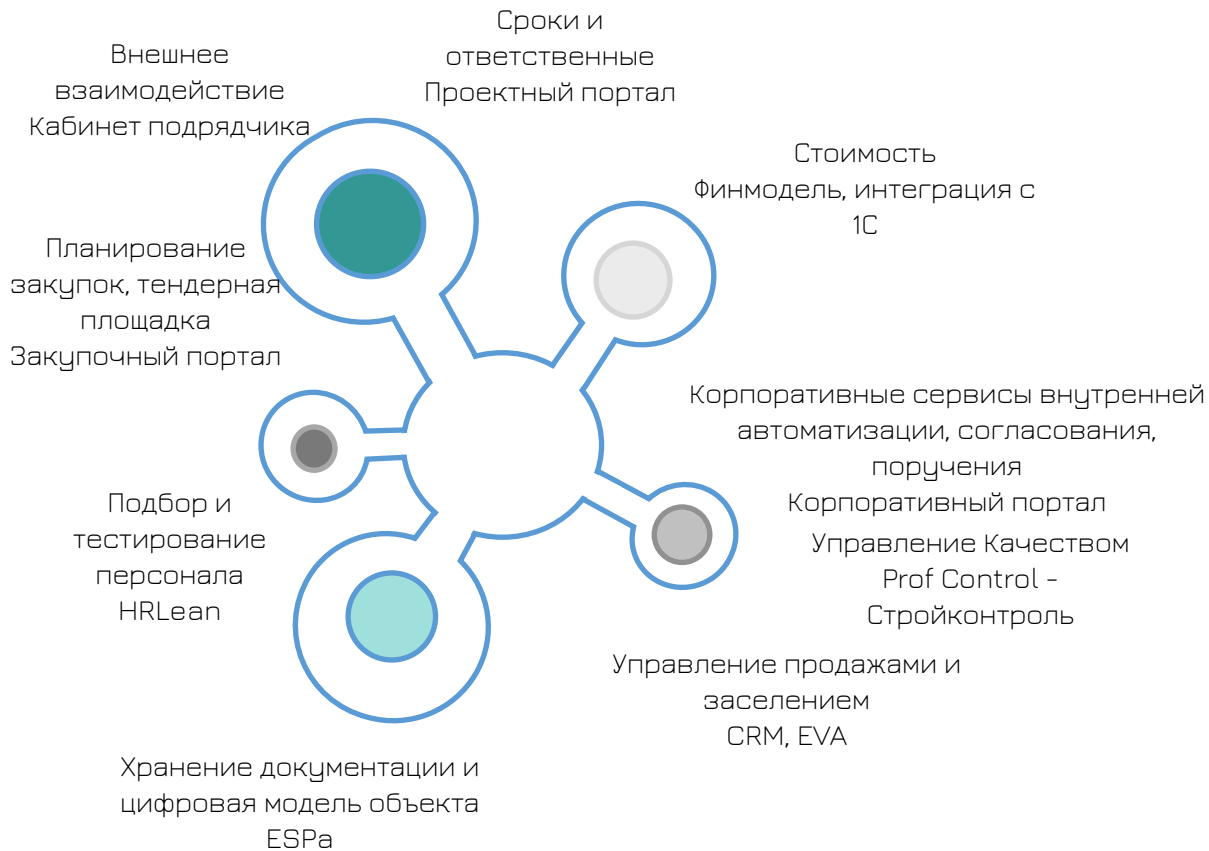 Сроки и
ответственные
Проектный портал
Внешнее
взаимодействие
Кабинет подрядчика
Стоимость
Финмодель, интеграция с
1С
Планирование
закупок, тендерная
площадка
Закупочный портал
Корпоративные сервисы внутренней
автоматизации, согласования,
поручения
Корпоративный портал
Подбор и
тестирование
персонала
HRLean
Управление Качеством
Prof Control -
Стройконтроль
Управление продажами и
заселением
CRM, EVA
Хранение документации и
цифровая модель объекта
ESPa